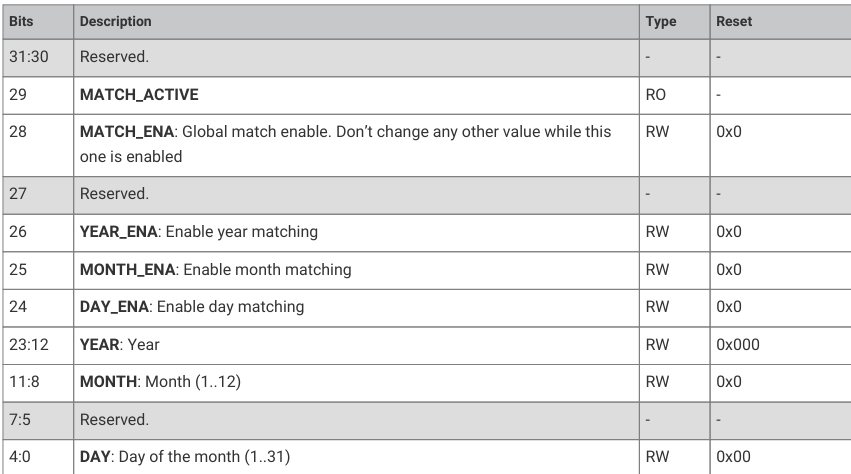 Bits Description Type Reset
31:30 Reserved. - -
29 MATCH_ACTIVE RO -
28 MATCH_ENA: Global match enable. Don’t change any other value while this RW 0x0
one is enabled
27 Reserved. - -
26 YEAR_ENA: Enable year matching RW 0x0
25 MONTH_ENA: Enable month matching RW 0x0
24 DAY_ENA: Enable day matching RW 0x0
23:12 YEAR: Year RW 0x000
11:8 MONTH: Month (1..12) RW 0x0
7:5 Reserved. - -
4:0 DAY: Day of the month (1..31) RW 0x00